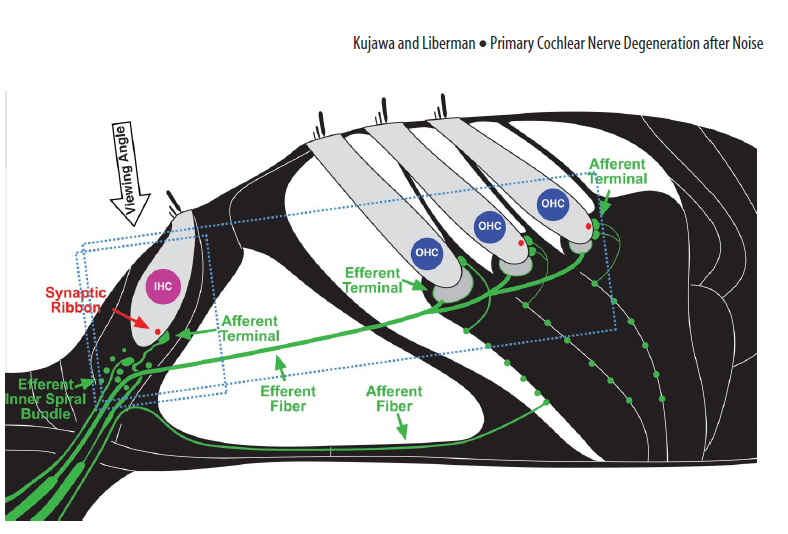 Kujawa and Liberman • Primary Cochlear Nerve Degeneration after Noise
Viewing Angle
Afferent
Terminal
OHC
OHC
OHC
Efferent
Terminal
IHC
Synaptic
Ribbon
Afferent
Terminal
Efferent
Inner Spiral
Bundle
Efferent
Fiber
Afferent
Fiber